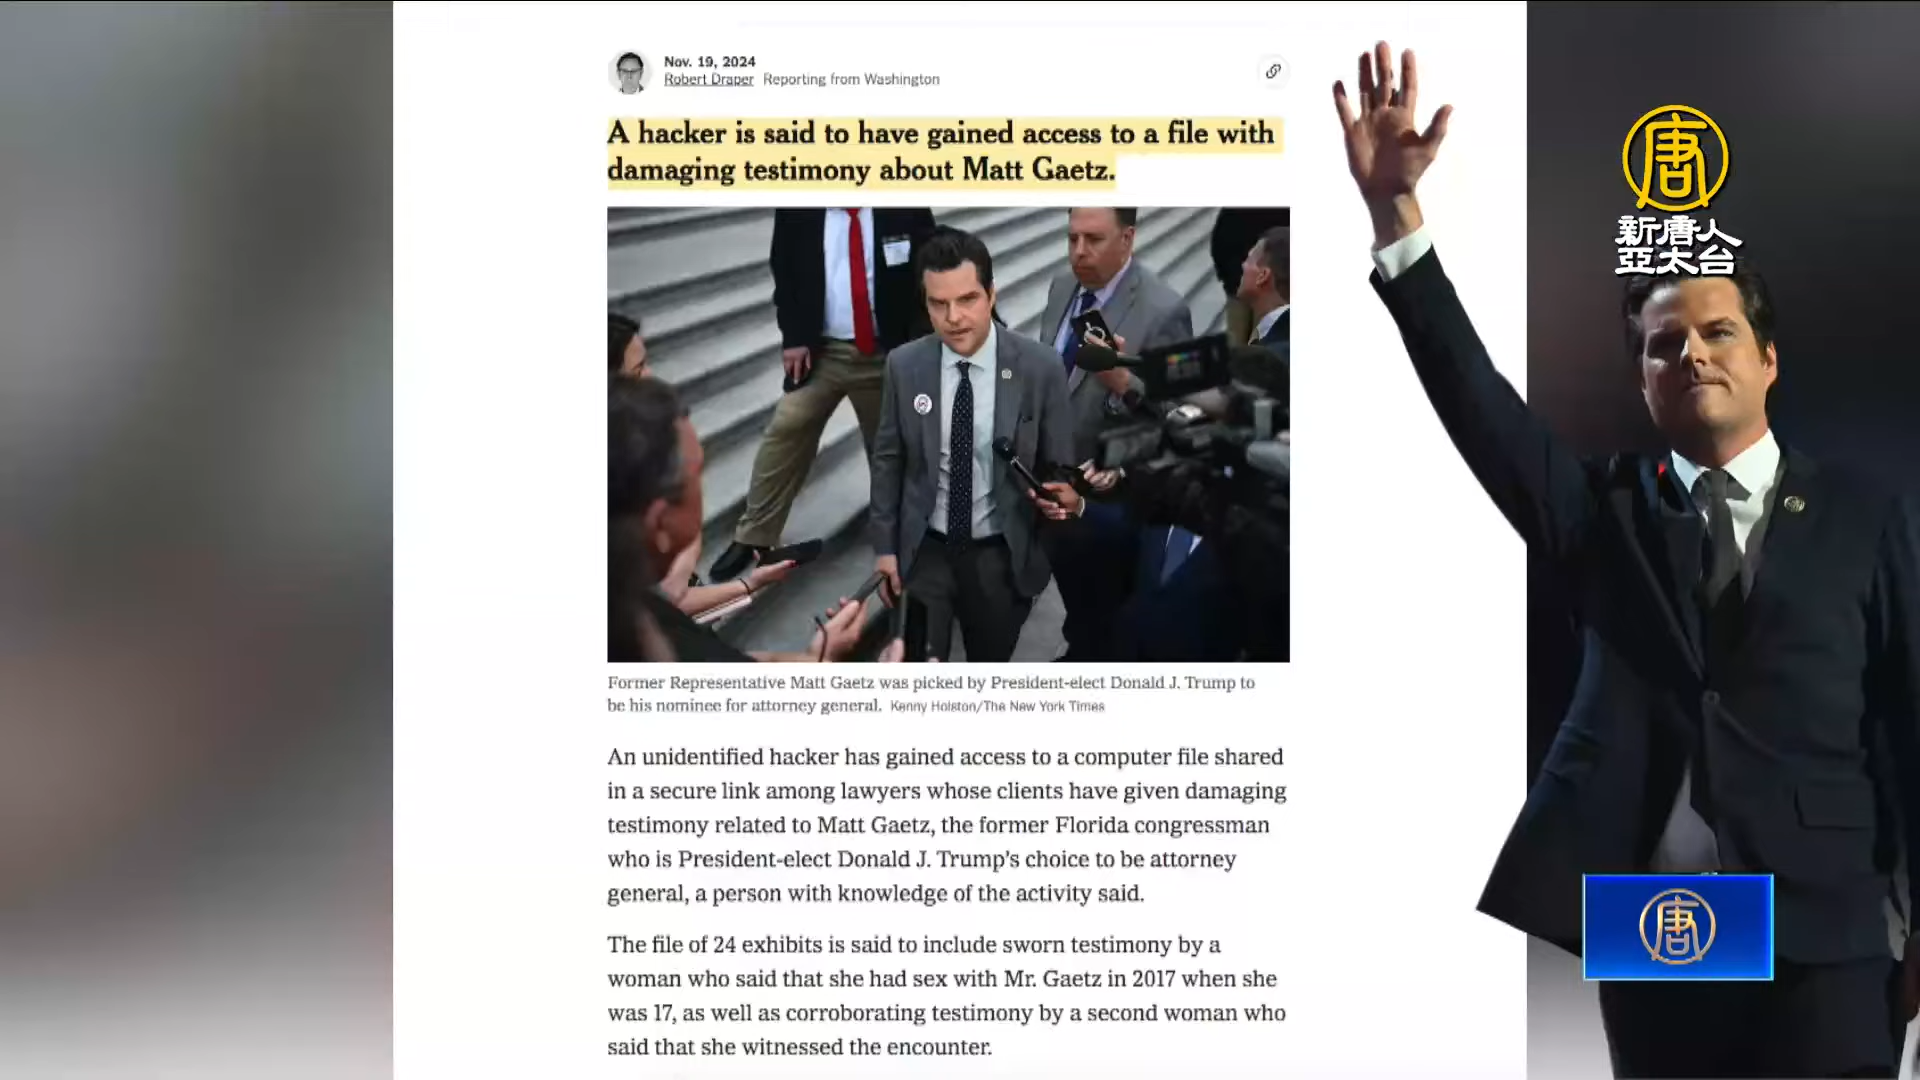 Nov. 19, 2024
Robert Draper Reporting from Washington
A hacker is said to have gained access to a file with
damaging testimony about Matt Gaetz.
Former Representative Matt Gaetz was picked by President-elect Donald J. Trump to
be his nominee for attorney general. Kenny Holston/The New York Times
An unidentified hacker has gained access to a computer file shared
in a secure link among lawyers whose clients have given damaging
testimony related to Matt Gaetz, the former Florida congressman
who is President-elect Donald J. Trump's choice to be attorney
general, a person with knowledge of the activity said.
The file of 24 exhibits is said to include sworn testimony by a
woman who said that she had sex with Mr. Gaetz in 2017 when she
was 17, as well as corroborating testimony by a second woman who
said that she witnessed the encounter.
唐
新唐人
亞太台
唐